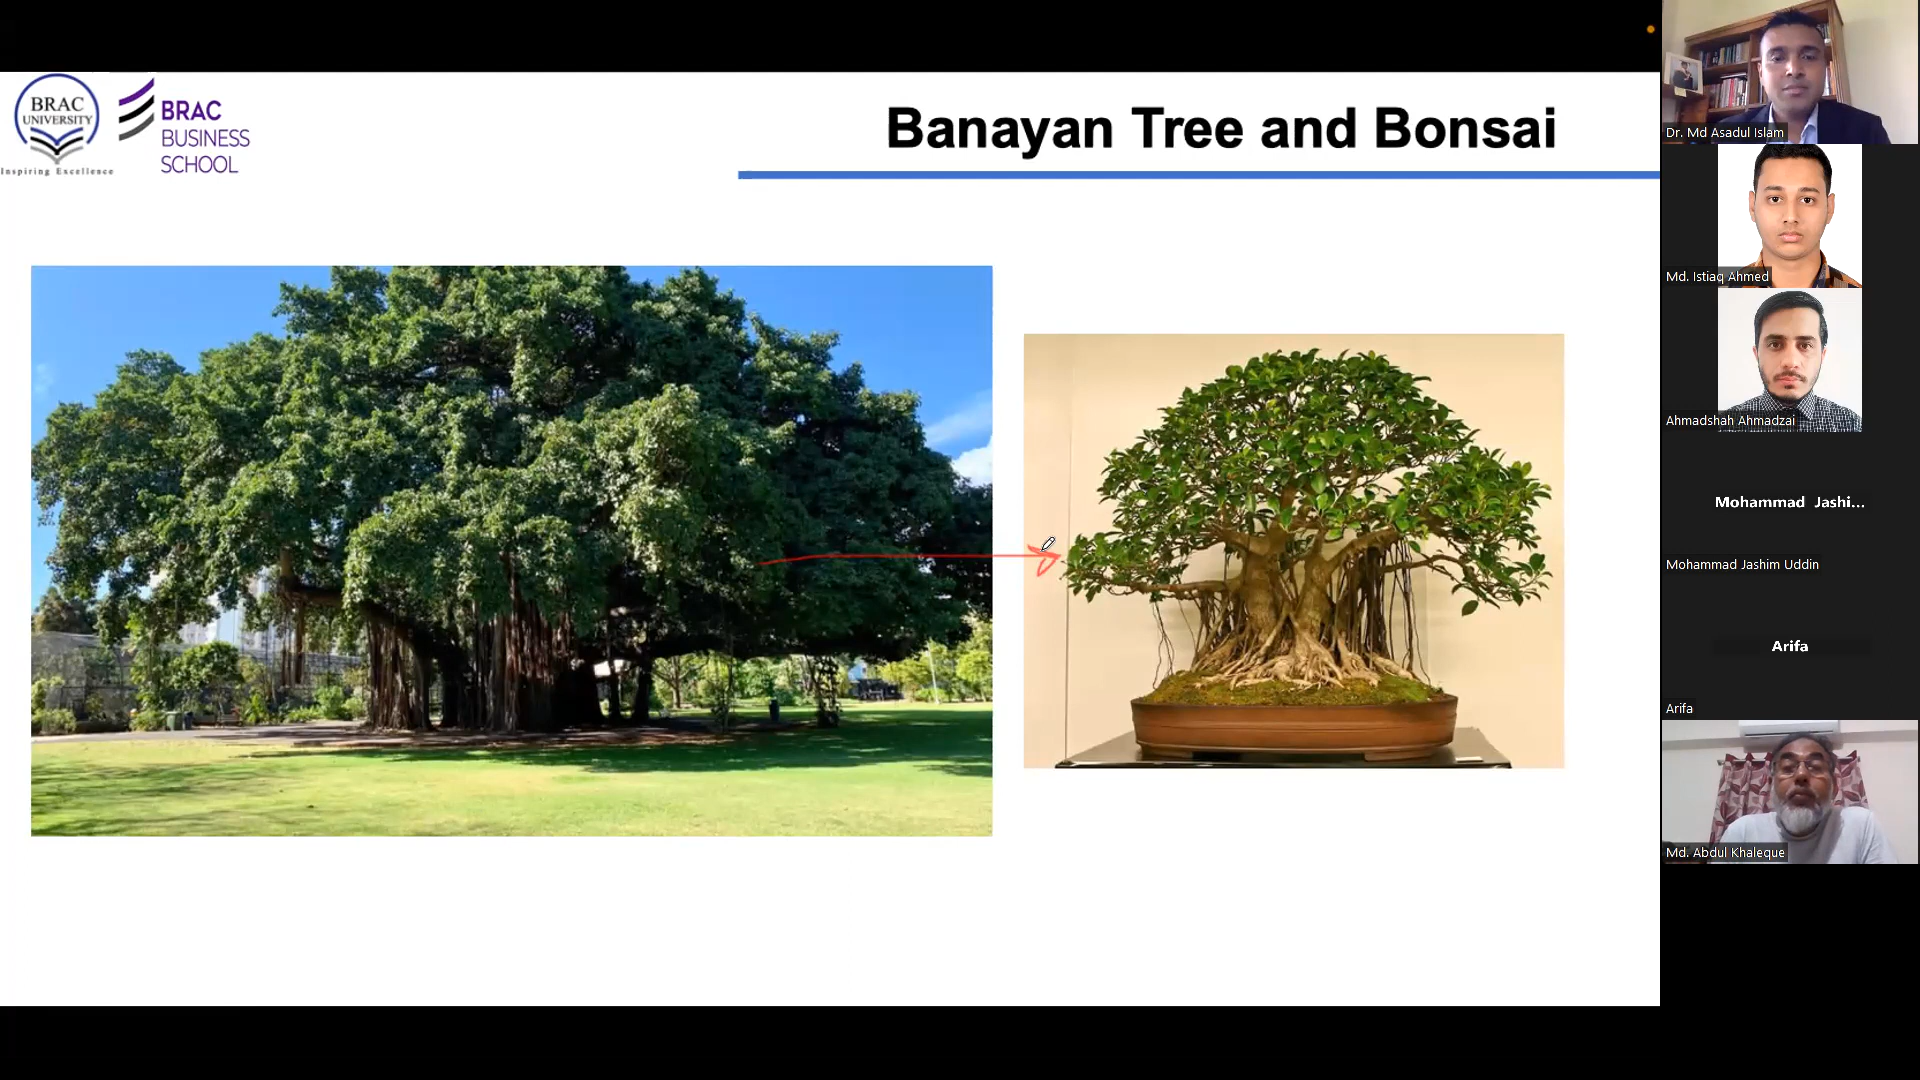 BRAC
UNIVERSITY
Inspiring Excellence
BRAC
BUSINESS
SCHOOL
Banayan Tree and Bonsai
Dr. Md Asadul Islam
Md. Istiaq Ahmed
Ahmadshah Ahmadzai
Mohammad Jashi...
Mohammad Jashim Uddin
Arifa
Arifa
Md. Abdul Khaleque